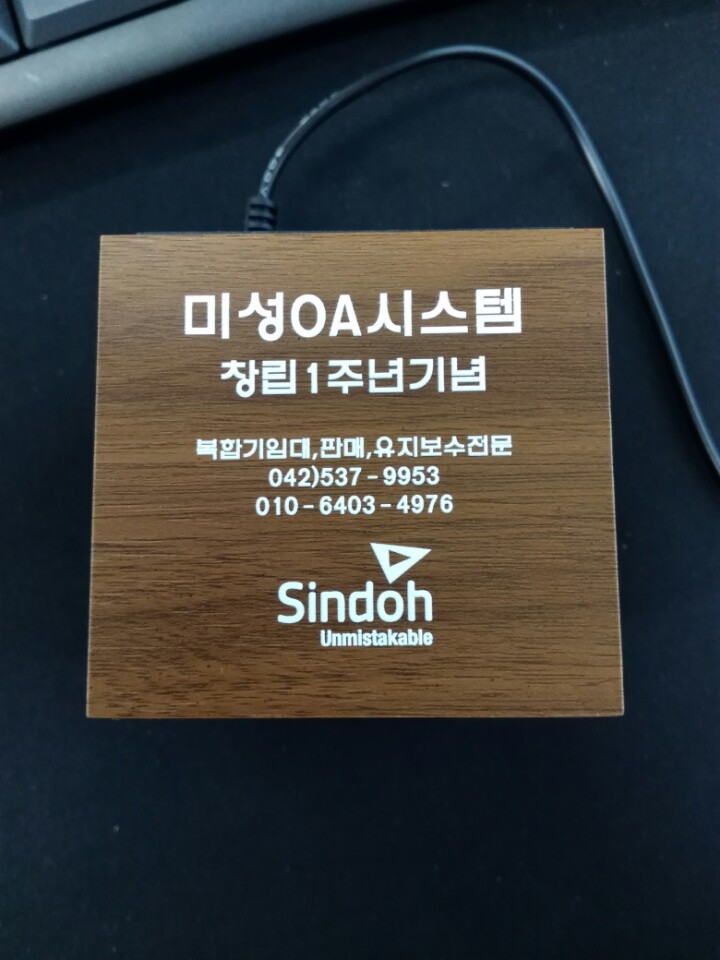 미성OA시스템
창립1주년기념
복합기임대,판매,유지보수전문
042)537-9953
010-6403-4976
Sindoh
Unmistakable